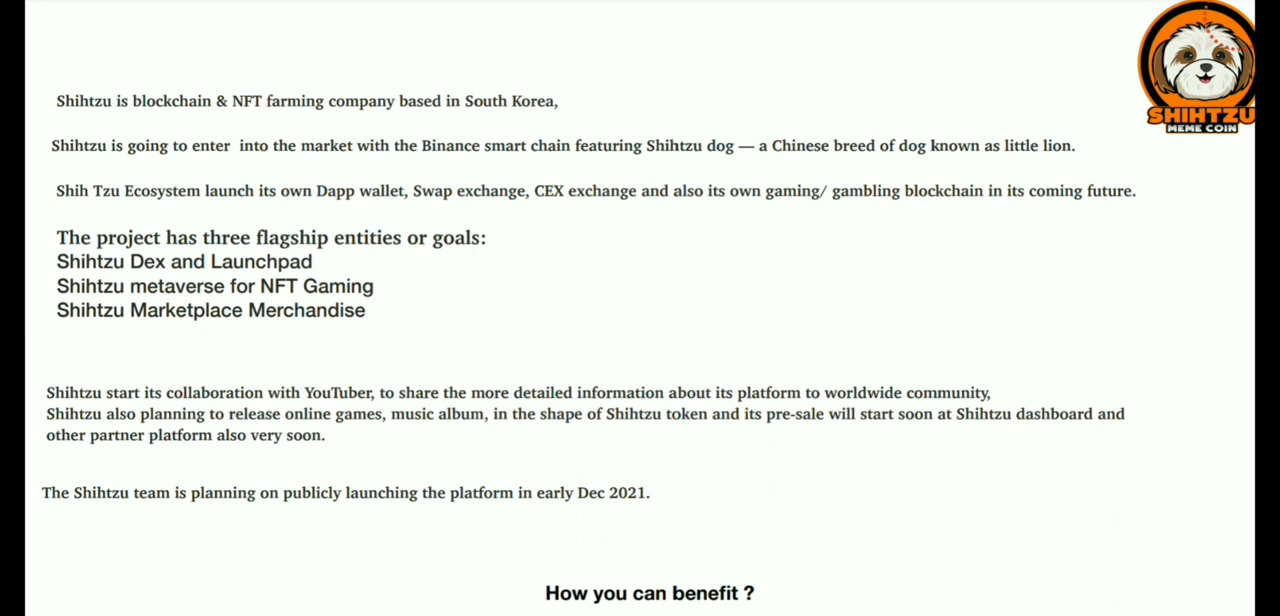 SHIHTZU
MEME COIN
Shihtzu is blockchain & NFT farming company based in South Korea,
Shihtzu is going to enter  into the market with the Binance smart chain featuring Shihtzu dog — a Chinese breed of dog known as little lion.
Shih Tzu Ecosystem launch its own Dapp wallet, Swap exchange, CEX exchange and also its own gaming/ gambling blockchain in its coming future.
The project has three flagship entities or goals:
Shihtzu Dex and Launchpad
Shihtzu metaverse for NFT Gaming
Shihtzu Marketplace Merchandise
Shihtzu start its collaboration with YouTuber, to share the more detailed information about its platform to worldwide community,
Shihtzu also planning to release online games, music album, in the shape of Shihtzu token and its pre-sale will start soon at Shihtzu dashboard and
other partner platform also very soon.
The Shihtzu team is planning on publicly launching the platform in early Dec 2021.
How you can benefit ?